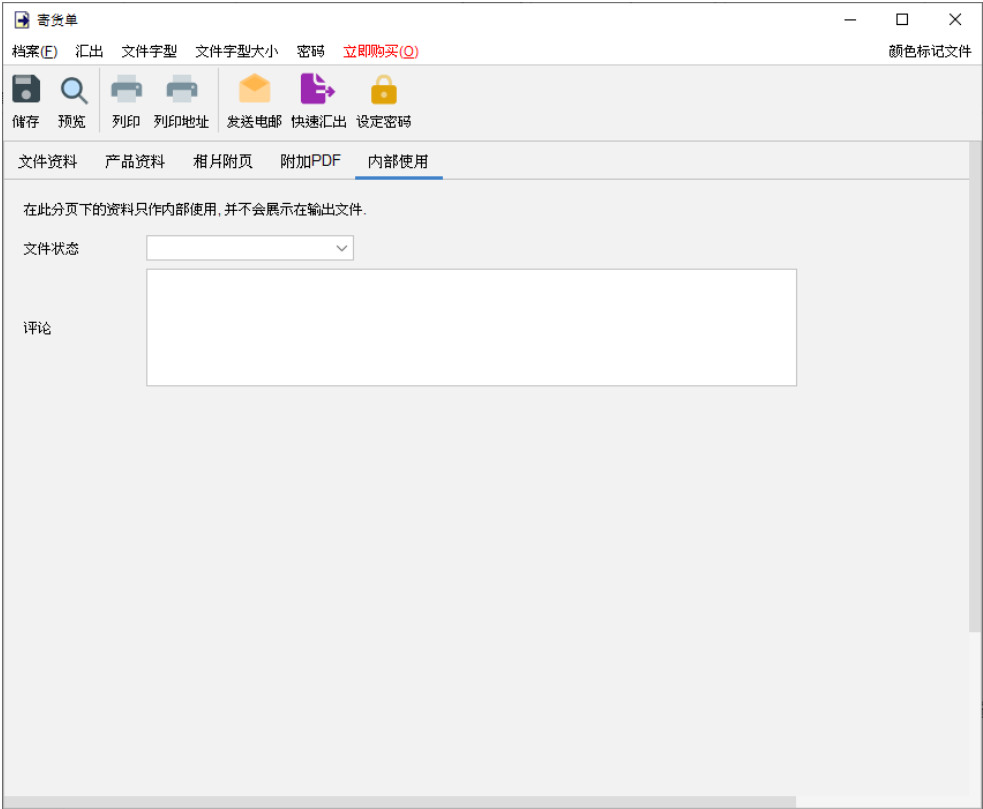 寄货单
档案(F) 汇出 文件字型 文件字型大小 密码 立即购买(O) 颜色标记文件
储存 预览 列印 列印地址 发送电邮 快速汇出 设定密码
文件资料 产品资料 相片附页 附加PDF 内部使用
在此分页下的资料只作内部使用,并不会展示在输出文件.
文件状态
评论